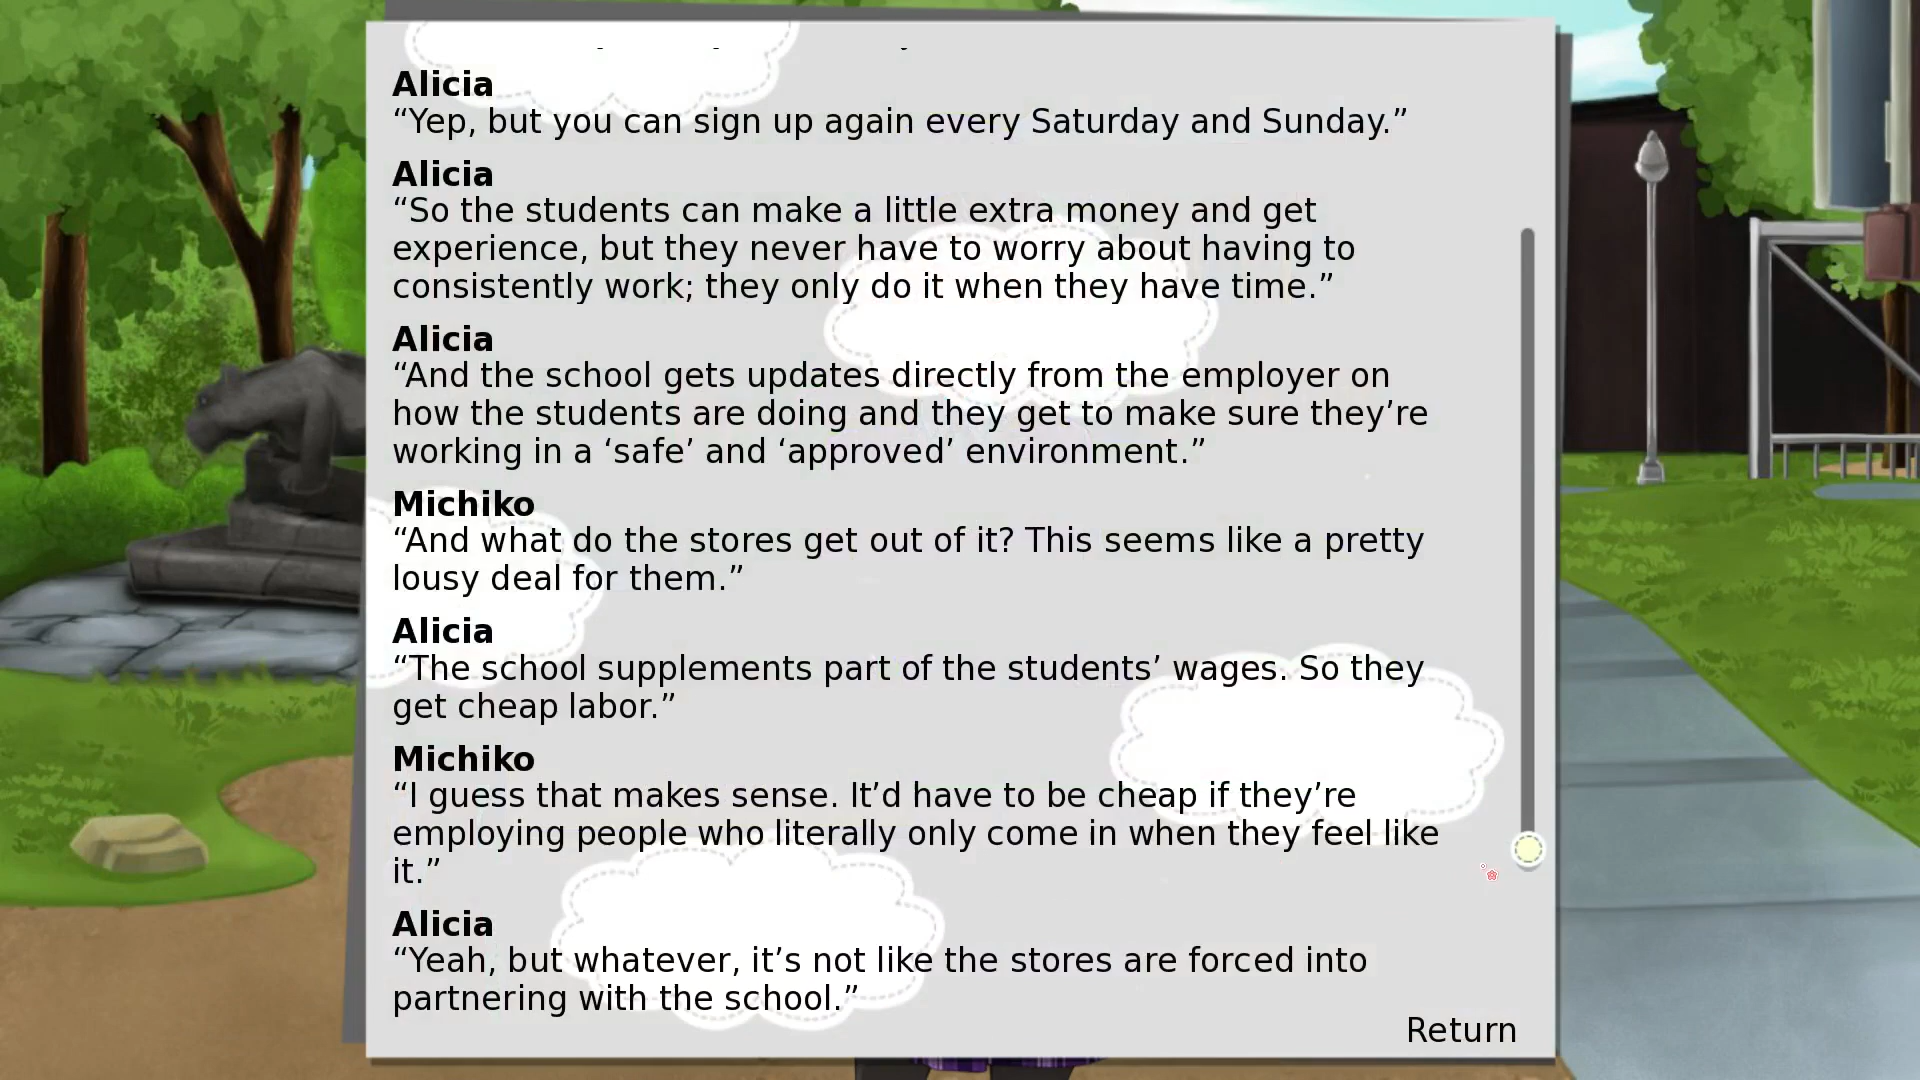 Alicia
“Yep, but you can sign up again every Saturday and Sunday.”
Alicia
“So the students can make a little extra money and get
experience, but they never have to worry about having to
consistently work; they only do it when they have time.”
Alicia
“And the school gets updates directly from the employer on
how the students are doing and they get to make sure they’re
working in a ‘safe’ and ‘approved’ environment.”
Michiko
“And what do the stores get out of it? This seems like a pretty
lousy deal for them.”
Alicia
“The school supplements part of the students’ wages. So they
get cheap labor.”
Michiko
“I guess that makes sense. It’d have to be cheap if they’re
employing people who literally only come in when they feel like
it.”
Alicia
“Yeah, but whatever, it’s not like the stores are forced into
partnering with the school.”
Return